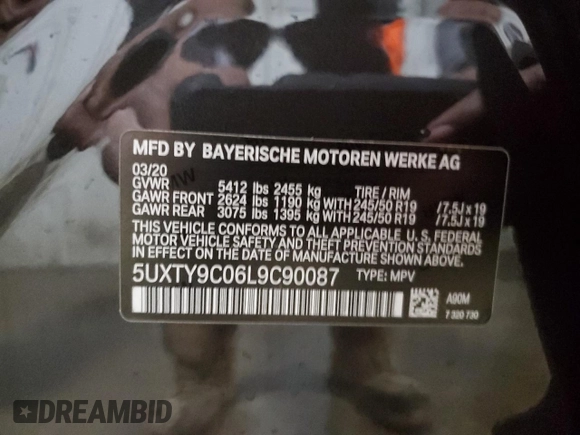 MFD BY BAYERISCHE MOTOREN WERKE AG
03/20
GVWR 5412 lbs 2455 kg TIRE / RIM
GAWR FRONT 2624 lbs 1190 kg WITH 245/50 R19 /7.5J x 19
GAWR REAR 3075 lbs 1395 kg WITH 245/50 R19 /7.5J x 19
THIS VEHICLE CONFORMS TO ALL APPLICABLE U. S. FEDERAL
MOTOR VEHICLE SAFETY AND THEFT PREVENTION STANDARDS
IN EFFECT ON THE DATE OF MANUFACTURE SHOWN ABOVE.
5UXTY9C06L9C90087 TYPE: MPV
A90M
7 320 730
DREAMBID